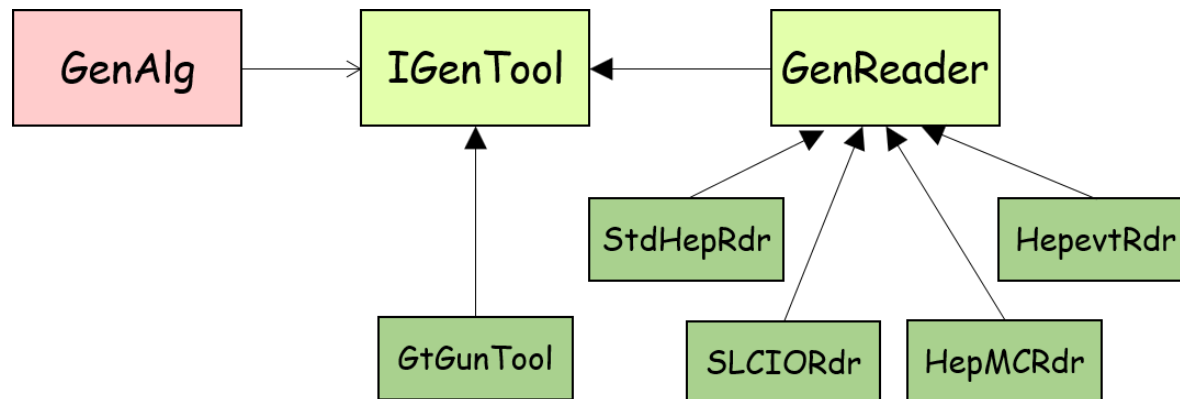 GenAlg
IGenTool
GenReader
StdHepRdr
HepevtRdr
GtGunTool
SLCIORdr
HepMCRdr